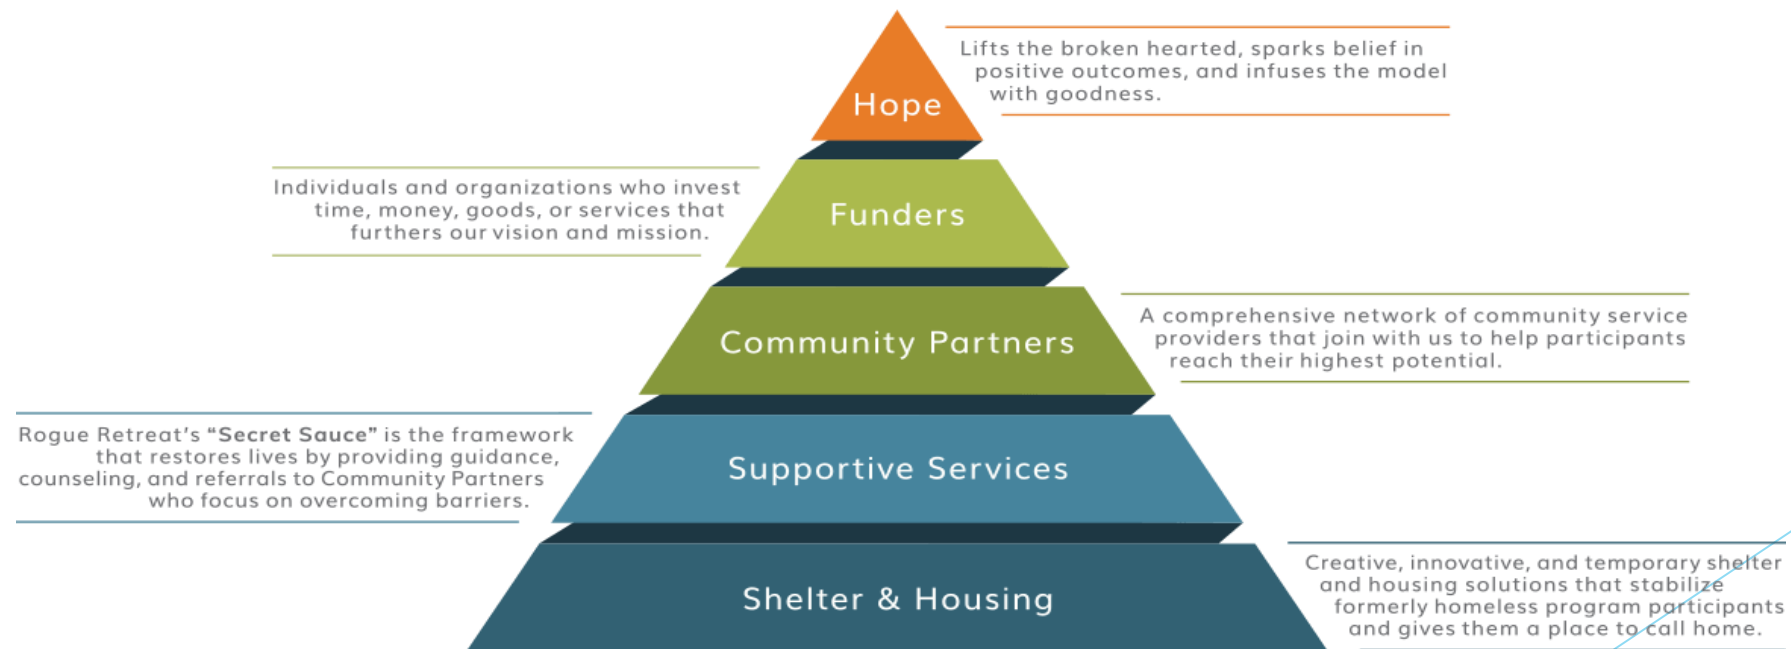 Hope
Lifts the broken hearted, sparks belief in
positive outcomes, and infuses the model
with goodness.
Individuals and organizations who invest
time, money, goods, or services that
furthers our vision and mission.
Funders
Community Partners
A comprehensive network of community service
providers that join with us to help participants
reach their highest potential.
Rogue Retreat's “Secret Sauce” is the framework
that restores lives by providing guidance,
counseling, and referrals to Community Partners
who focus on overcoming barriers.
Supportive Services
Shelter & Housing
Creative, innovative, and temporary shelter
and housing solutions that stabilize
formerly homeless program participants
and gives them a place to call home.